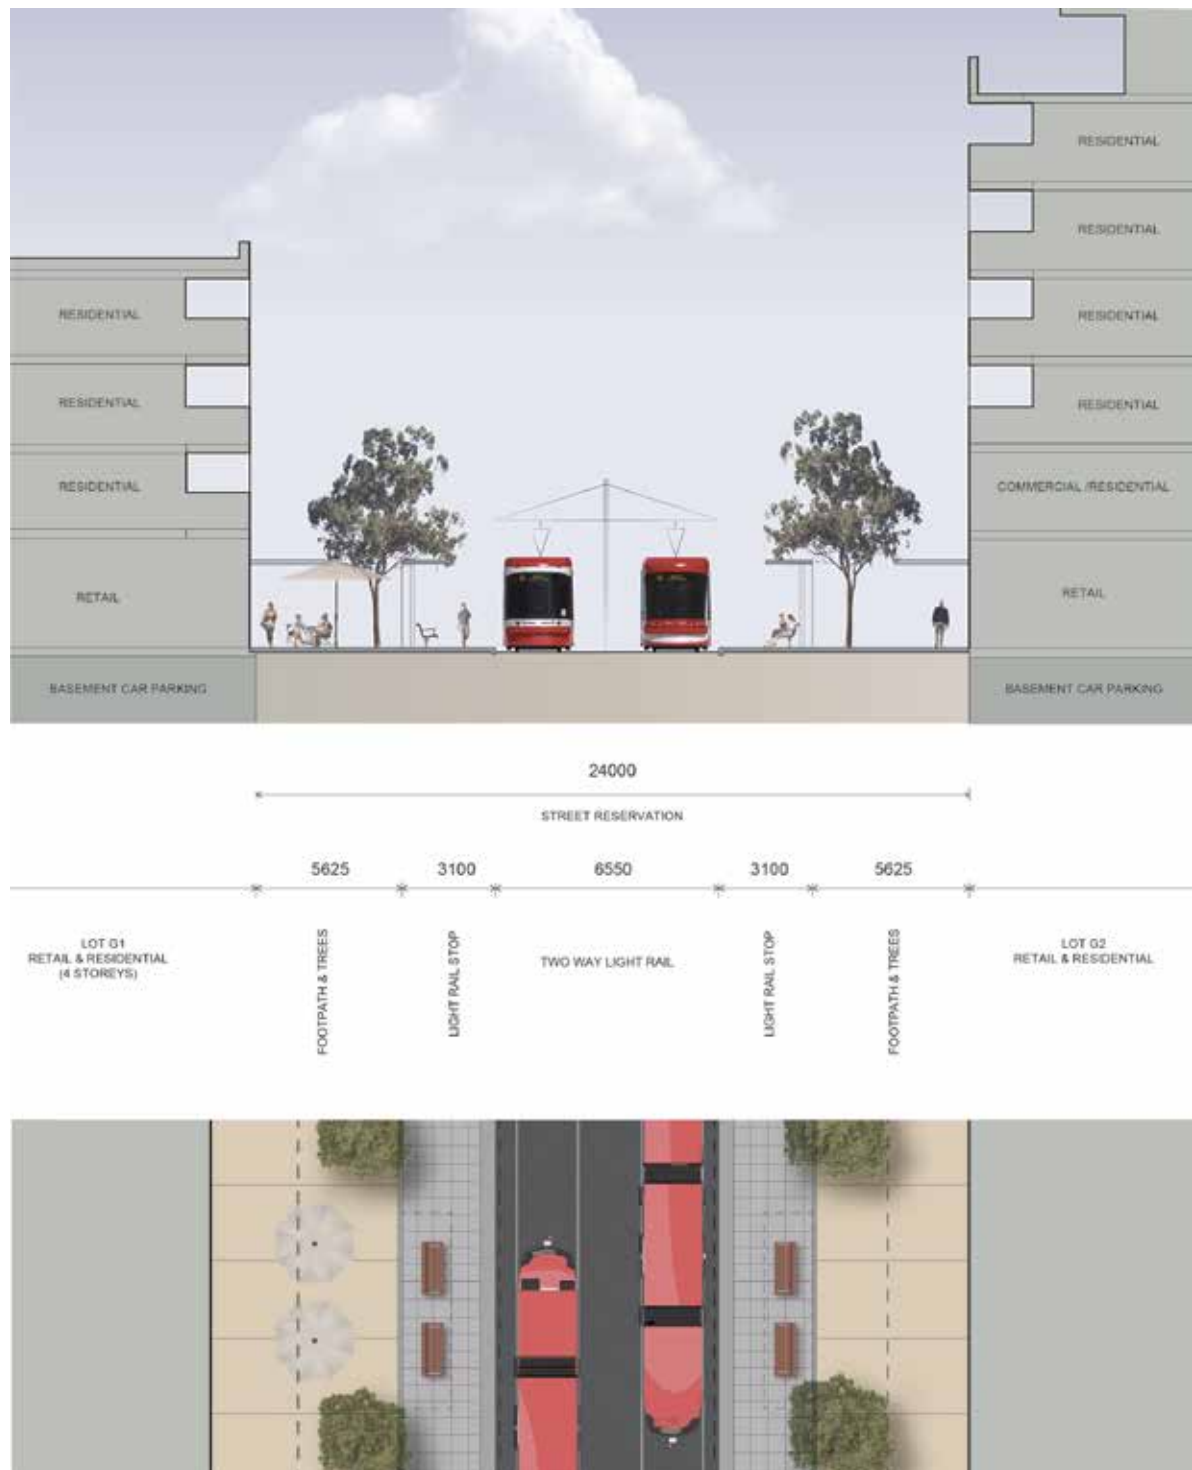 RESIDENTIAL
RESIDENTIAL
RESIDENTIAL
RESIDENTIAL
RESIDENTIAL
RESIDENTIAL
RESIDENTIAL
RESIDENTIAL
COMMERCIAL /RESIDENTIAL
RETAIL
RETAIL
BASEMENT CAR PARKING
BASEMENT CAR PARKING
24000
STREET RESERVATION
5625
3100
6550
3100
5625
LOT G1
RETAIL & RESIDENTIAL
(4 STOREYS)
FOOTPATH & TREES
LIGHT RAIL STOP
TWO WAY LIGHT RAIL
LIGHT RAIL STOP
FOOTPATH & TREES
LOT G2
RETAIL & RESIDENTIAL